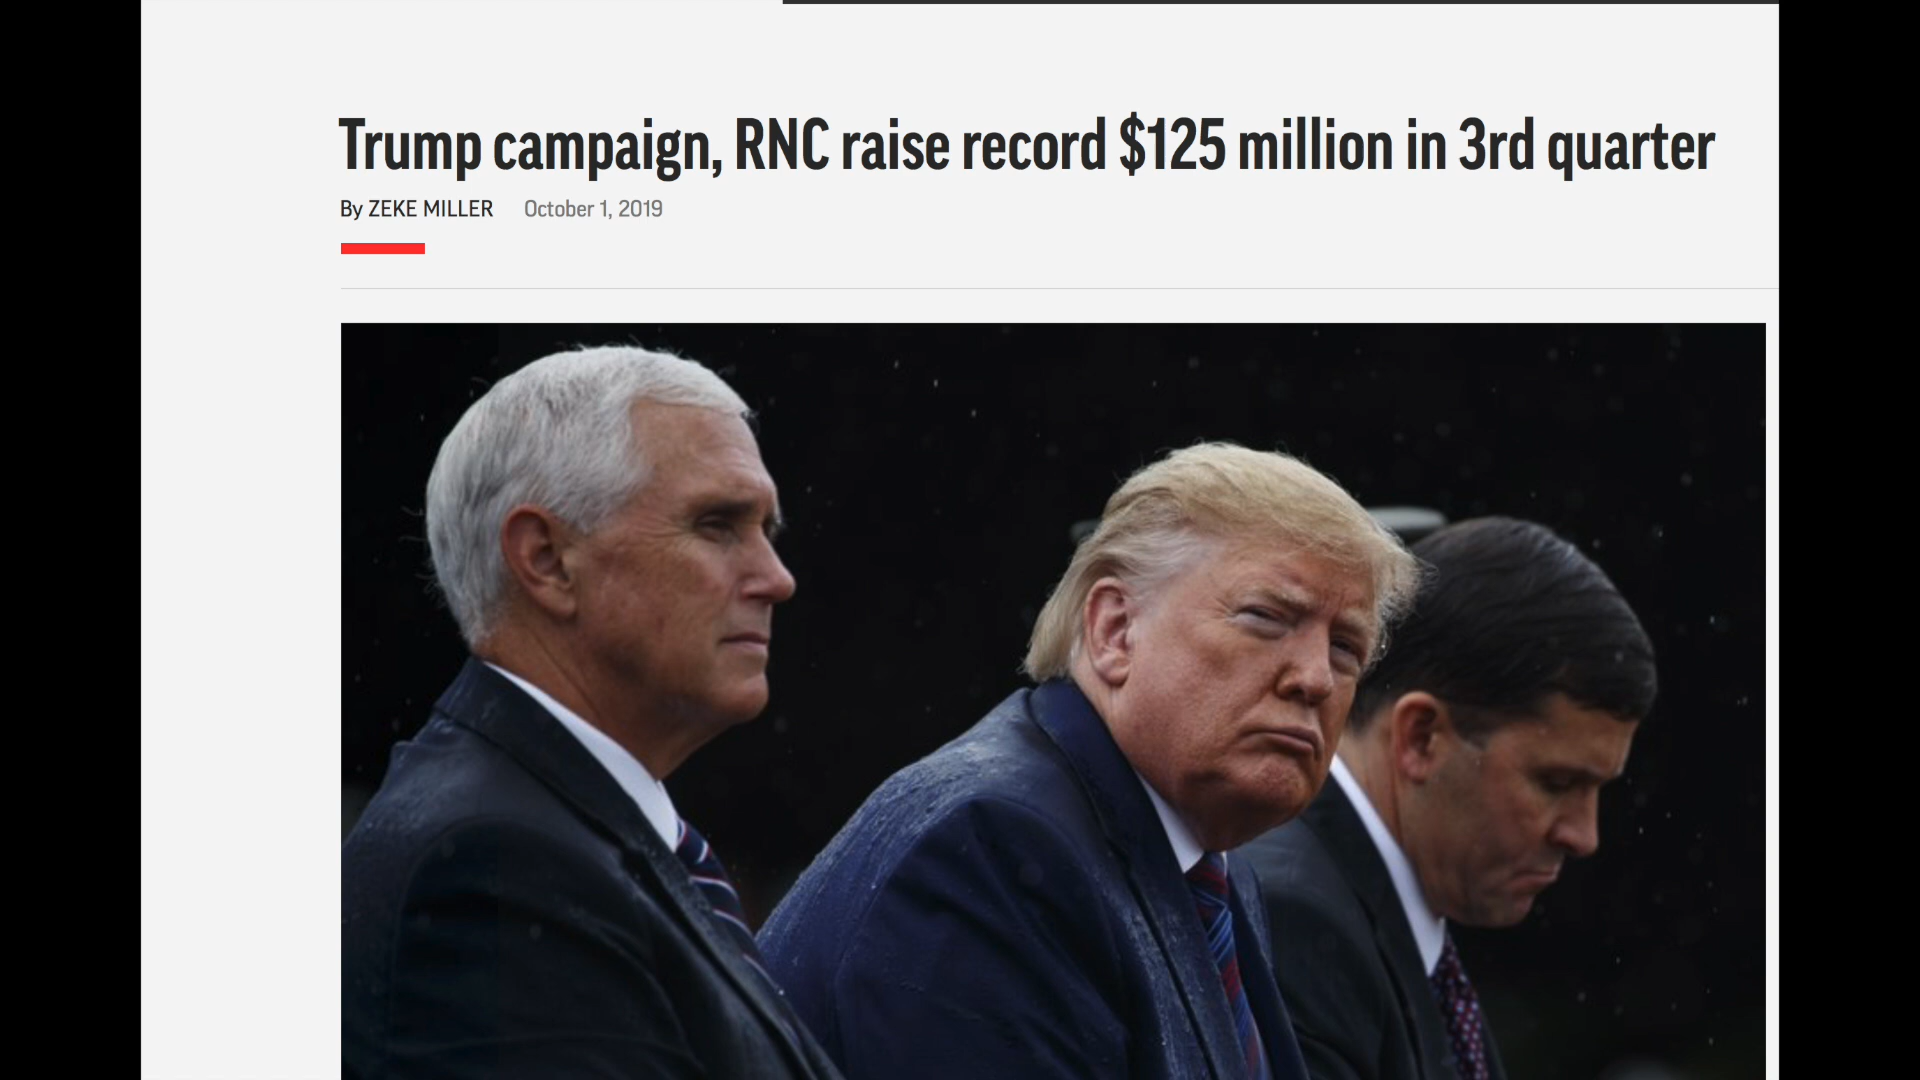 Trump campaign, RNC raise record $125 million in 3rd quarter
By ZEKE MILLER October 1, 2019